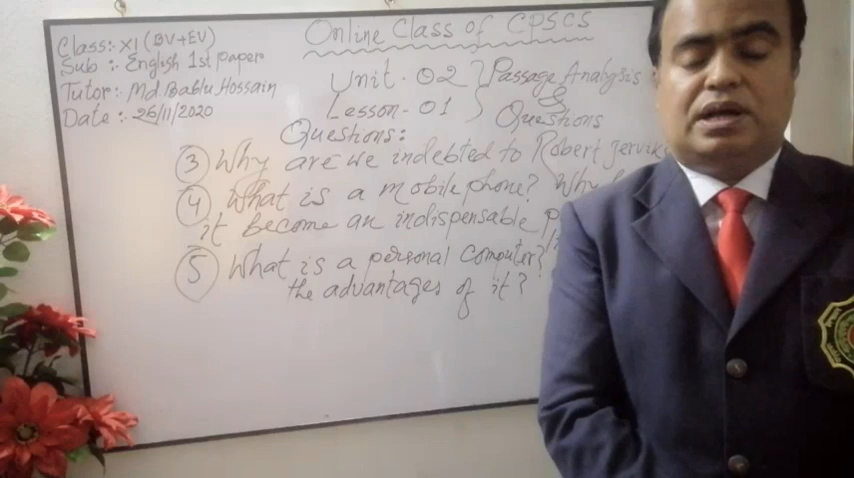 Online Class of CPSCS
Class:- XI (BV+EV)
Sub :- English 1st paper
Tutor:- Md. Bablu Hossain
Date :- 26/11/2020
Unit - 02 } Passage Analysis
&
Lesson - 01 } Questions
Questions:
③ Why are we indebted to Robert Jervik
④ What is a mobile phone? Why
it become an indispensable
⑤ What is a personal computer?
the advantages of it?